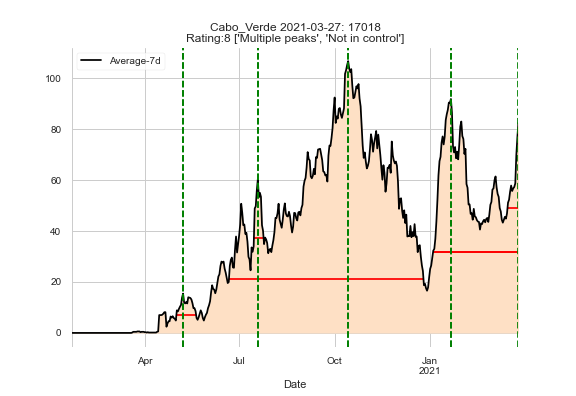 Cabo_Verde 2021-03-27: 17018
Rating:8 ['Multiple peaks', 'Not in control']
Average-7d
100
80
60
40
20
0
Apr
Jul
Oct
Jan
2021
Date